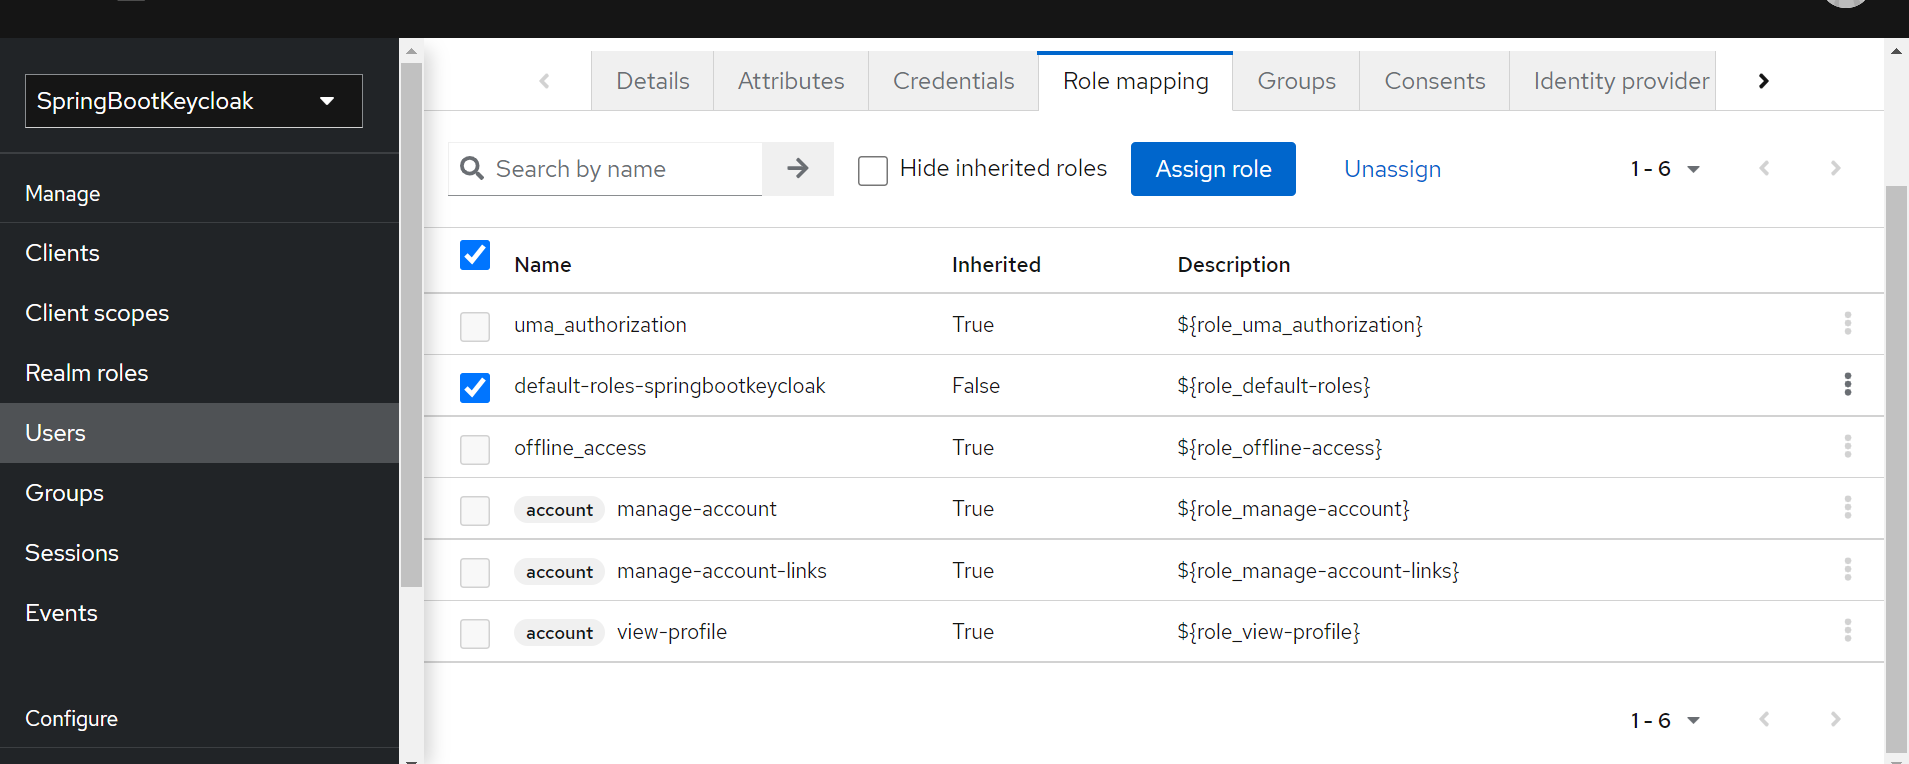 SpringBootKeycloak
Manage
Clients
Client scopes
Realm roles
Users
Groups
Sessions
Events
Configure
Details Attributes Credentials Role mapping Groups Consents Identity provider
Search by name Hide inherited roles Assign role Unassign 1 - 6
Name Inherited Description
uma_authorization True ${role_uma_authorization}
default-roles-springbootkeycloak False ${role_default-roles}
offline_access True ${role_offline-access}
account manage-account True ${role_manage-account}
account manage-account-links True ${role_manage-account-links}
account view-profile True ${role_view-profile}
1 - 6